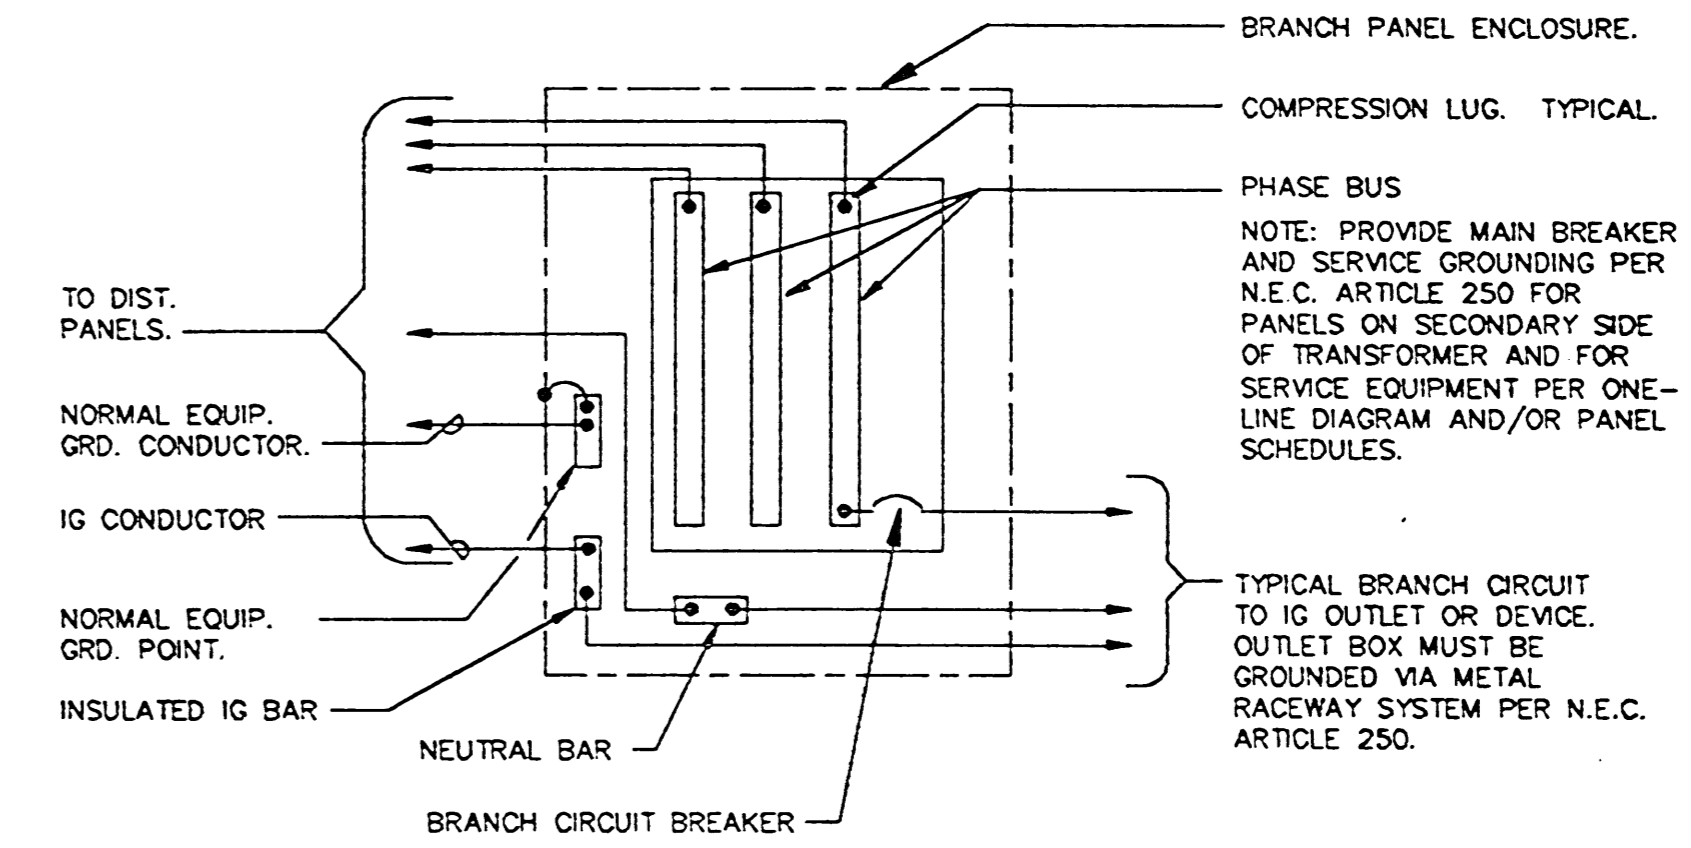 BRANCH PANEL ENCLOSURE.
COMPRESSION LUG. TYPICAL.
PHASE BUS
NOTE: PROVIDE MAIN BREAKER
AND SERVICE GROUNDING PER
N.E.C. ARTICLE 250 FOR
PANELS ON SECONDARY SIDE
OF TRANSFORMER AND FOR
SERVICE EQUIPMENT PER ONE-
LINE DIAGRAM AND/OR PANEL
SCHEDULES.
TO DIST.
PANELS.
NORMAL EQUIP.
GRD. CONDUCTOR.
IG CONDUCTOR
NORMAL EQUIP.
GRD. POINT.
INSULATED IG BAR
NEUTRAL BAR
BRANCH CIRCUIT BREAKER
TYPICAL BRANCH CIRCUIT
TO IG OUTLET OR DEVICE.
OUTLET BOX MUST BE
GROUNDED VIA METAL
RACEWAY SYSTEM PER N.E.C.
ARTICLE 250.